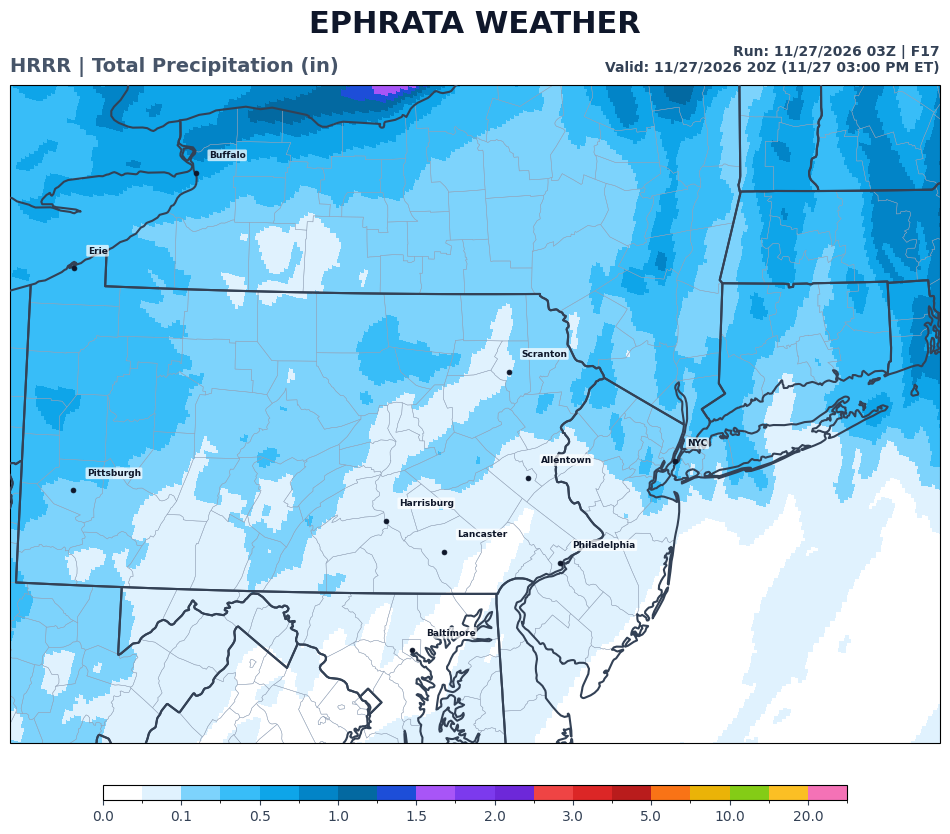 EPHRATA WEATHER
HRRR | Total Precipitation (in)
Run: 11/27/2026 03Z | F17
Valid: 11/27/2026 20Z (11/27 03:00 PM ET)
Buffalo
Erie
Scranton
NYC
Allentown
Pittsburgh
Harrisburg
Lancaster
Philadelphia
Baltimore
0.0 0.1 0.5 1.0 1.5 2.0 3.0 5.0 10.0 20.0